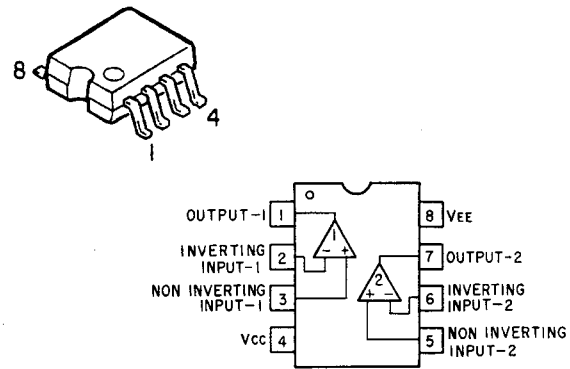 8
4
1
OUTPUT-1 1
8 VEE
1
- +
INVERTING
INPUT-1 2
7 OUTPUT-2
2
+ -
NON INVERTING
INPUT-1 3
6 INVERTING
INPUT-2
VCC 4
5 NON INVERTING
INPUT-2